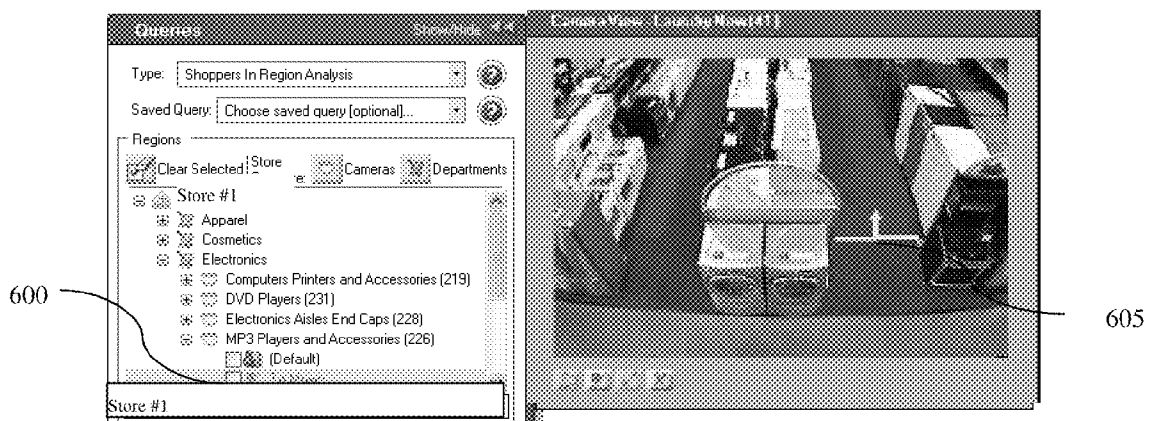 Queries
Show/Hide
Type: Shoppers In Region Analysis
Saved Query: Choose saved query [optional]...
Regions
Clear Selected Store Cameras Departments
Store #1
Apparel
Cosmetics
Electronics
Computers Printers and Accessories (219)
DVD Players (231)
Electronics Aisles End Caps (228)
MP3 Players and Accessories (226)
(Default)
Store #1
600
Camera View
605